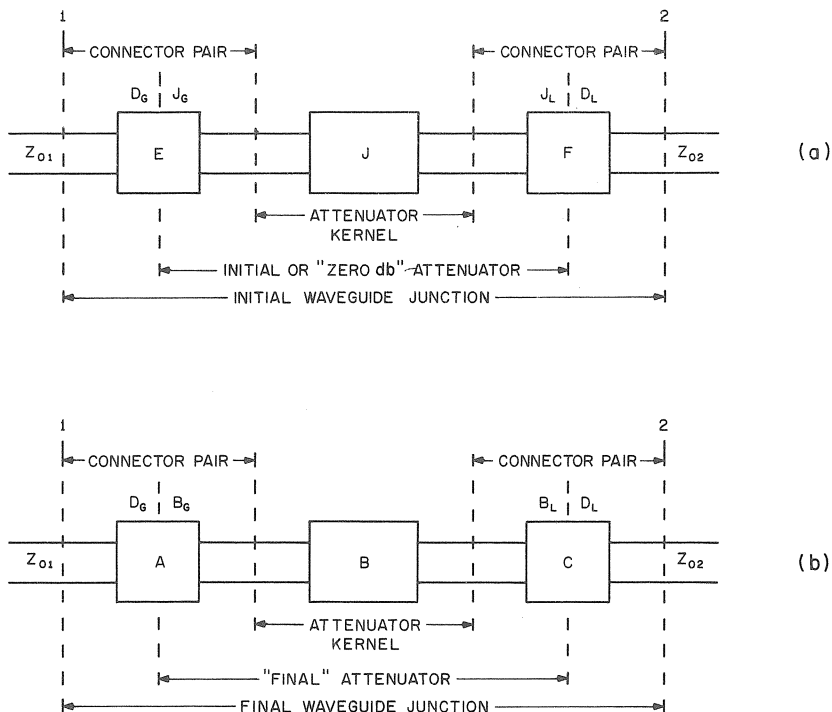 1 2
CONNECTOR PAIR CONNECTOR PAIR
D_G J_G J_L D_L
Z_01 E J F Z_02 (a)
ATTENUATOR
KERNEL
INITIAL OR "ZERO db" ATTENUATOR
INITIAL WAVEGUIDE JUNCTION
1 2
CONNECTOR PAIR CONNECTOR PAIR
D_G B_G B_L D_L
Z_01 A B C Z_02 (b)
ATTENUATOR
KERNEL
"FINAL" ATTENUATOR
FINAL WAVEGUIDE JUNCTION